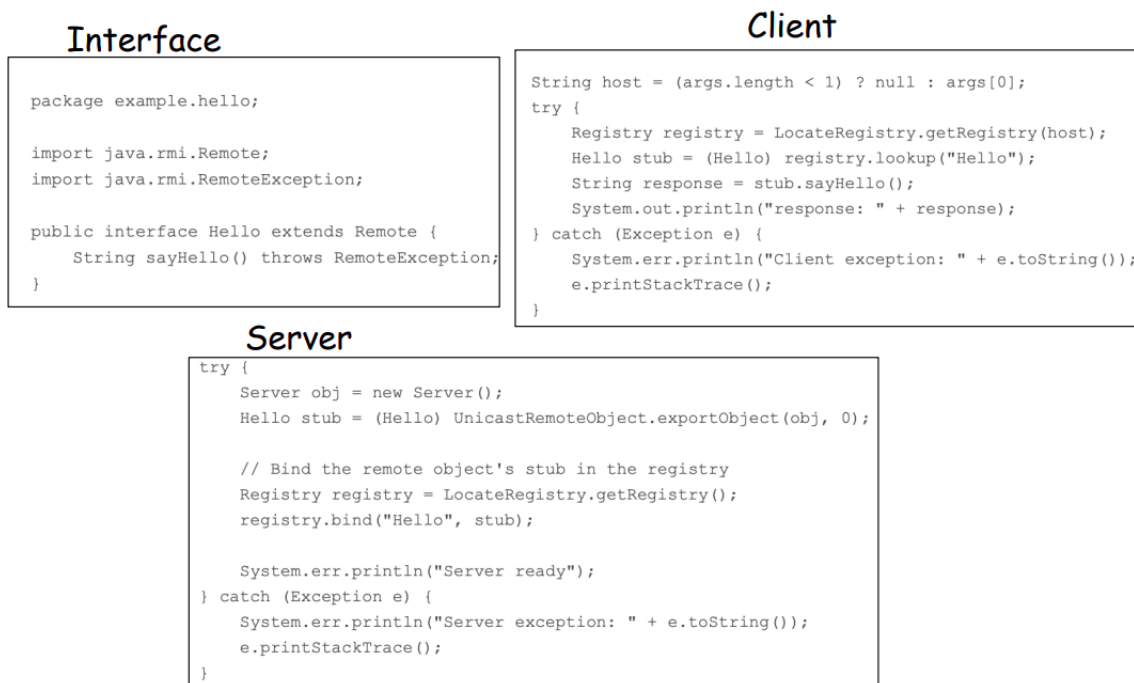 Interface
package example.hello;
import java.rmi.Remote;
import java.rmi.RemoteException;
public interface Hello extends Remote {
    String sayHello() throws RemoteException;
}
Client
String host = (args.length < 1) ? null : args[0];
try {
    Registry registry = LocateRegistry.getRegistry(host);
    Hello stub = (Hello) registry.lookup("Hello");
    String response = stub.sayHello();
    System.out.println("response: " + response);
} catch (Exception e) {
    System.err.println("Client exception: " + e.toString());
    e.printStackTrace();
}
Server
try {
    Server obj = new Server();
    Hello stub = (Hello) UnicastRemoteObject.exportObject(obj, 0);
    // Bind the remote object's stub in the registry
    Registry registry = LocateRegistry.getRegistry();
    registry.bind("Hello", stub);
    System.err.println("Server ready");
} catch (Exception e) {
    System.err.println("Server exception: " + e.toString());
    e.printStackTrace();
}